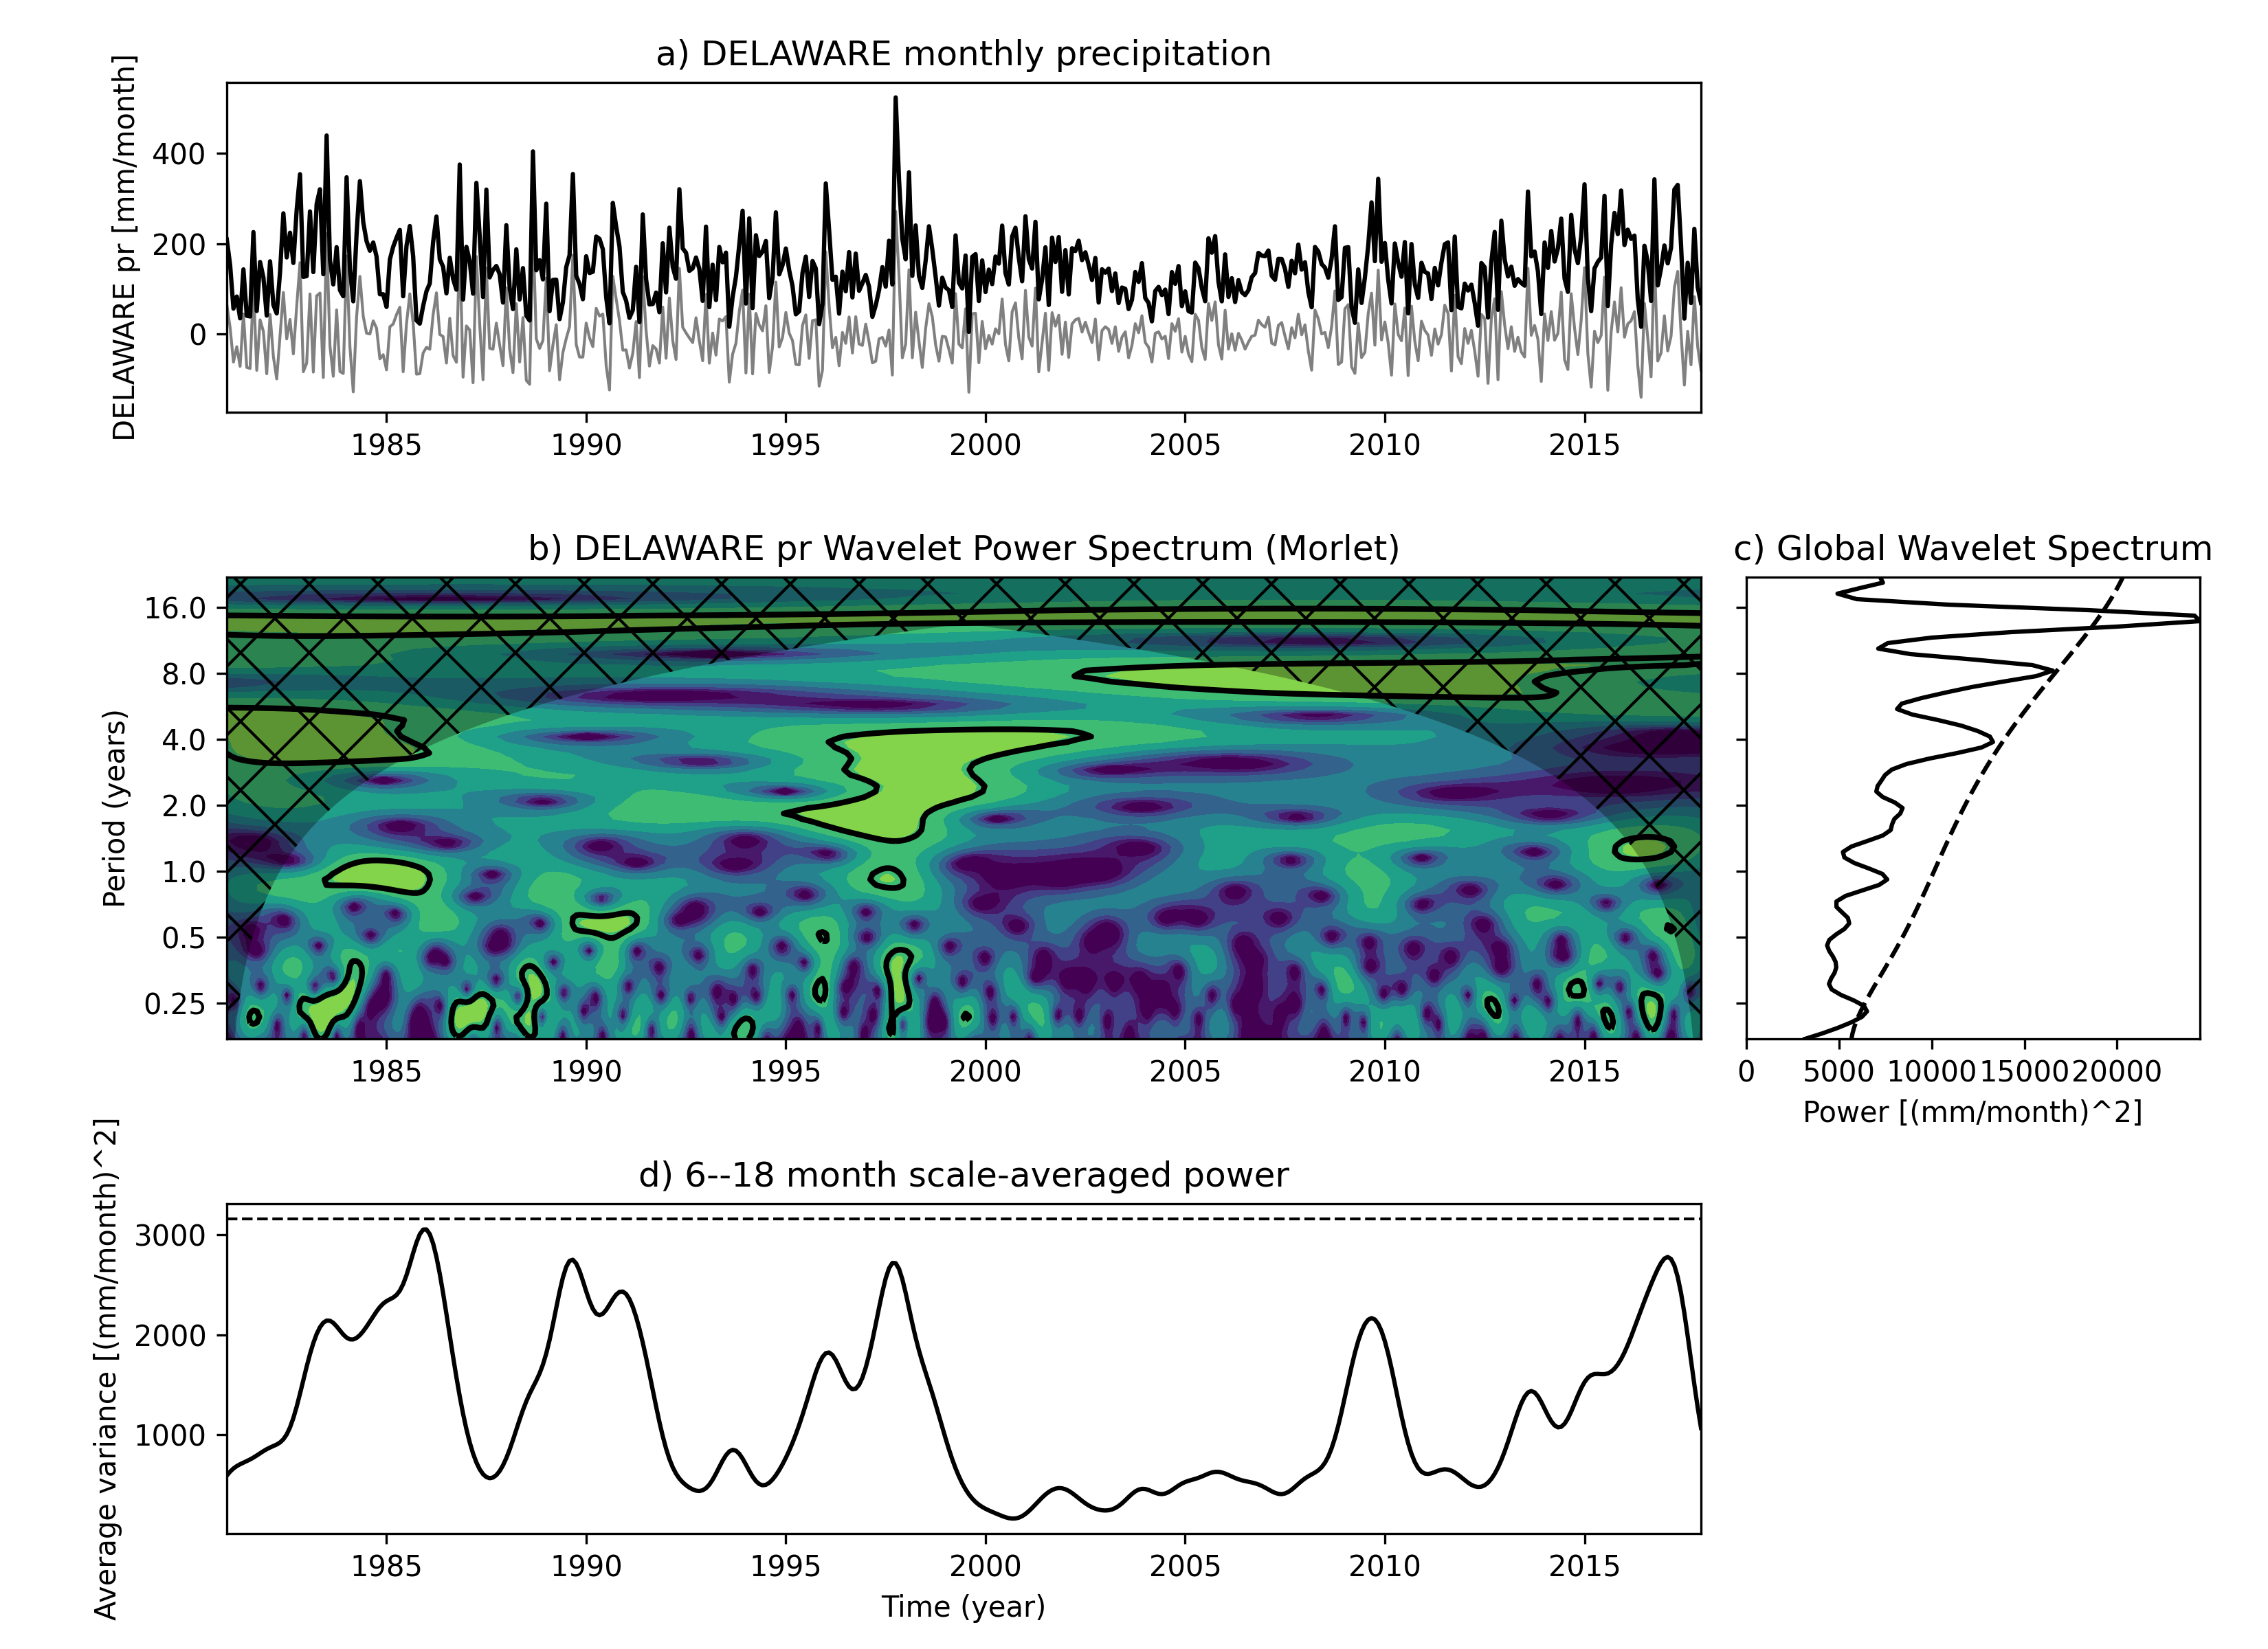 a) DELAWARE monthly precipitation
DELAWARE pr [mm/month]
400
200
0
1985 1990 1995 2000 2005 2010 2015
b) DELAWARE pr Wavelet Power Spectrum (Morlet)
Period (years)
16.0
8.0
4.0
2.0
1.0
0.5
0.25
1985 1990 1995 2000 2005 2010 2015
c) Global Wavelet Spectrum
0 5000 10000 15000 20000
Power [(mm/month)^2]
d) 6--18 month scale-averaged power
Average variance [(mm/month)^2]
3000
2000
1000
1985 1990 1995 2000 2005 2010 2015
Time (year)